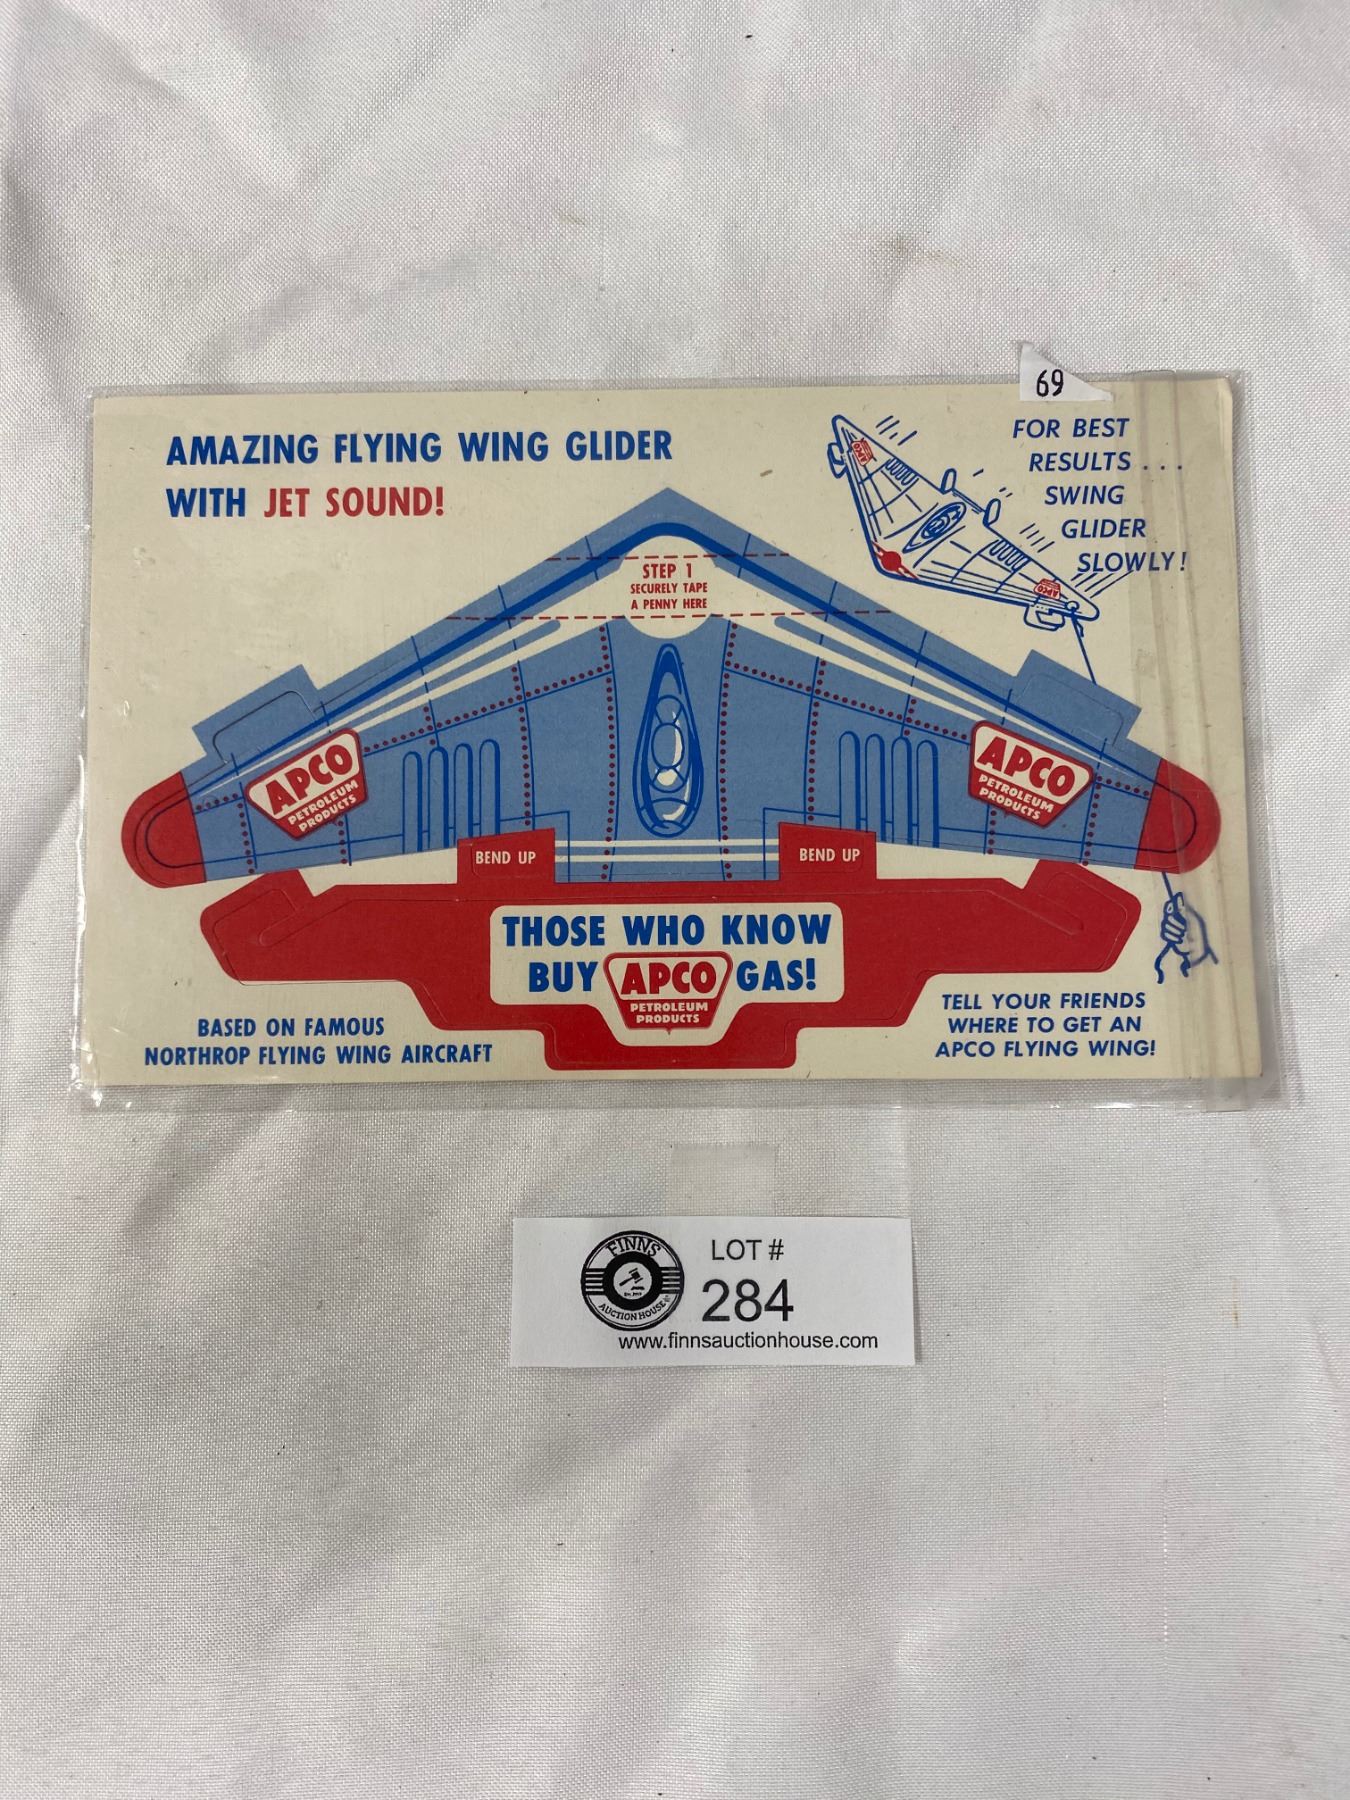 69
AMAZING FLYING WING GLIDER
WITH JET SOUND!
FOR BEST
RESULTS . . .
SWING
GLIDER
SLOWLY!
APCO
APCO
STEP 1
SECURELY TAPE
A PENNY HERE
APCO
PETROLEUM
PRODUCTS
APCO
PETROLEUM
PRODUCTS
BEND UP
BEND UP
THOSE WHO KNOW
BUY APCO GAS!
PETROLEUM
PRODUCTS
BASED ON FAMOUS
NORTHROP FLYING WING AIRCRAFT
TELL YOUR FRIENDS
WHERE TO GET AN
APCO FLYING WING!
FINNS
AUCTION HOUSE
LOT #
284
www.finnsauctionhouse.com